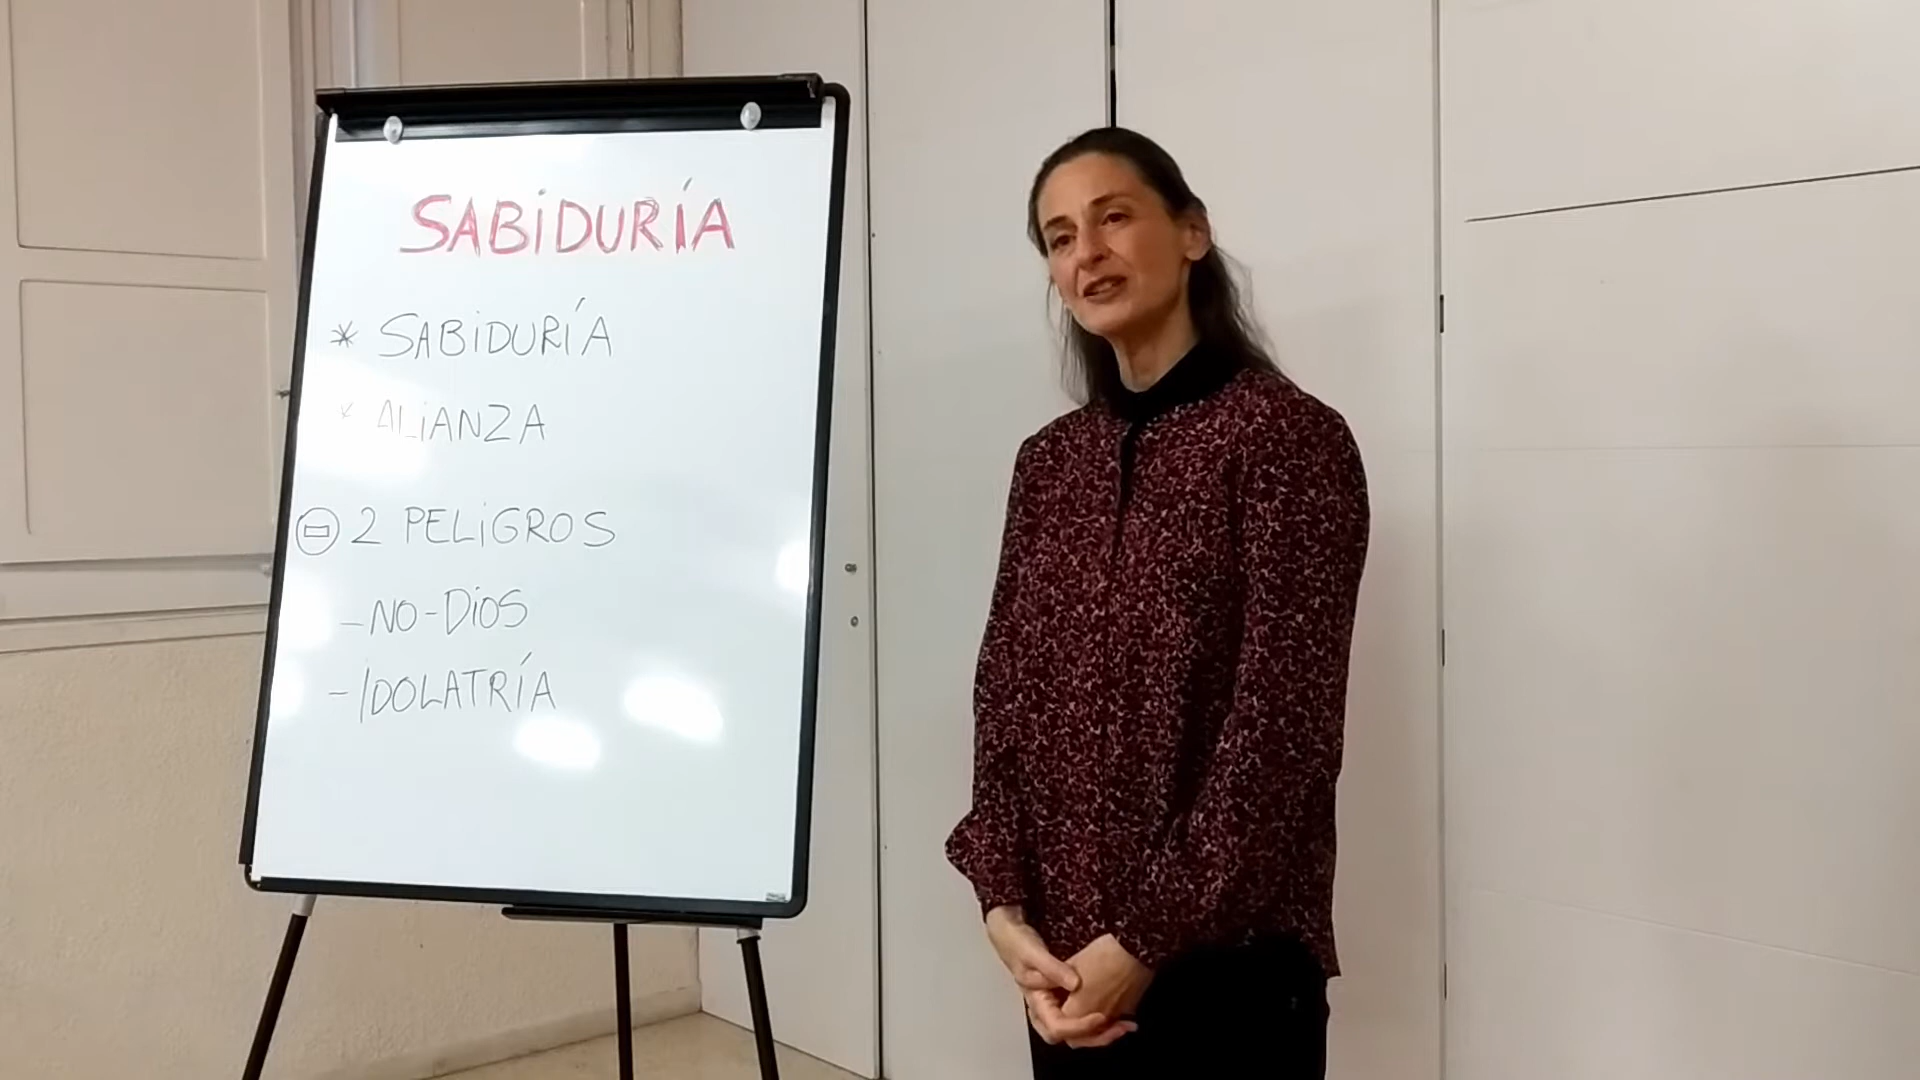 SABIDURÍA
* SABIDURÍA
* ALIANZA
⊖ 2 PELIGROS
- NO-DIOS
- IDOLATRÍA